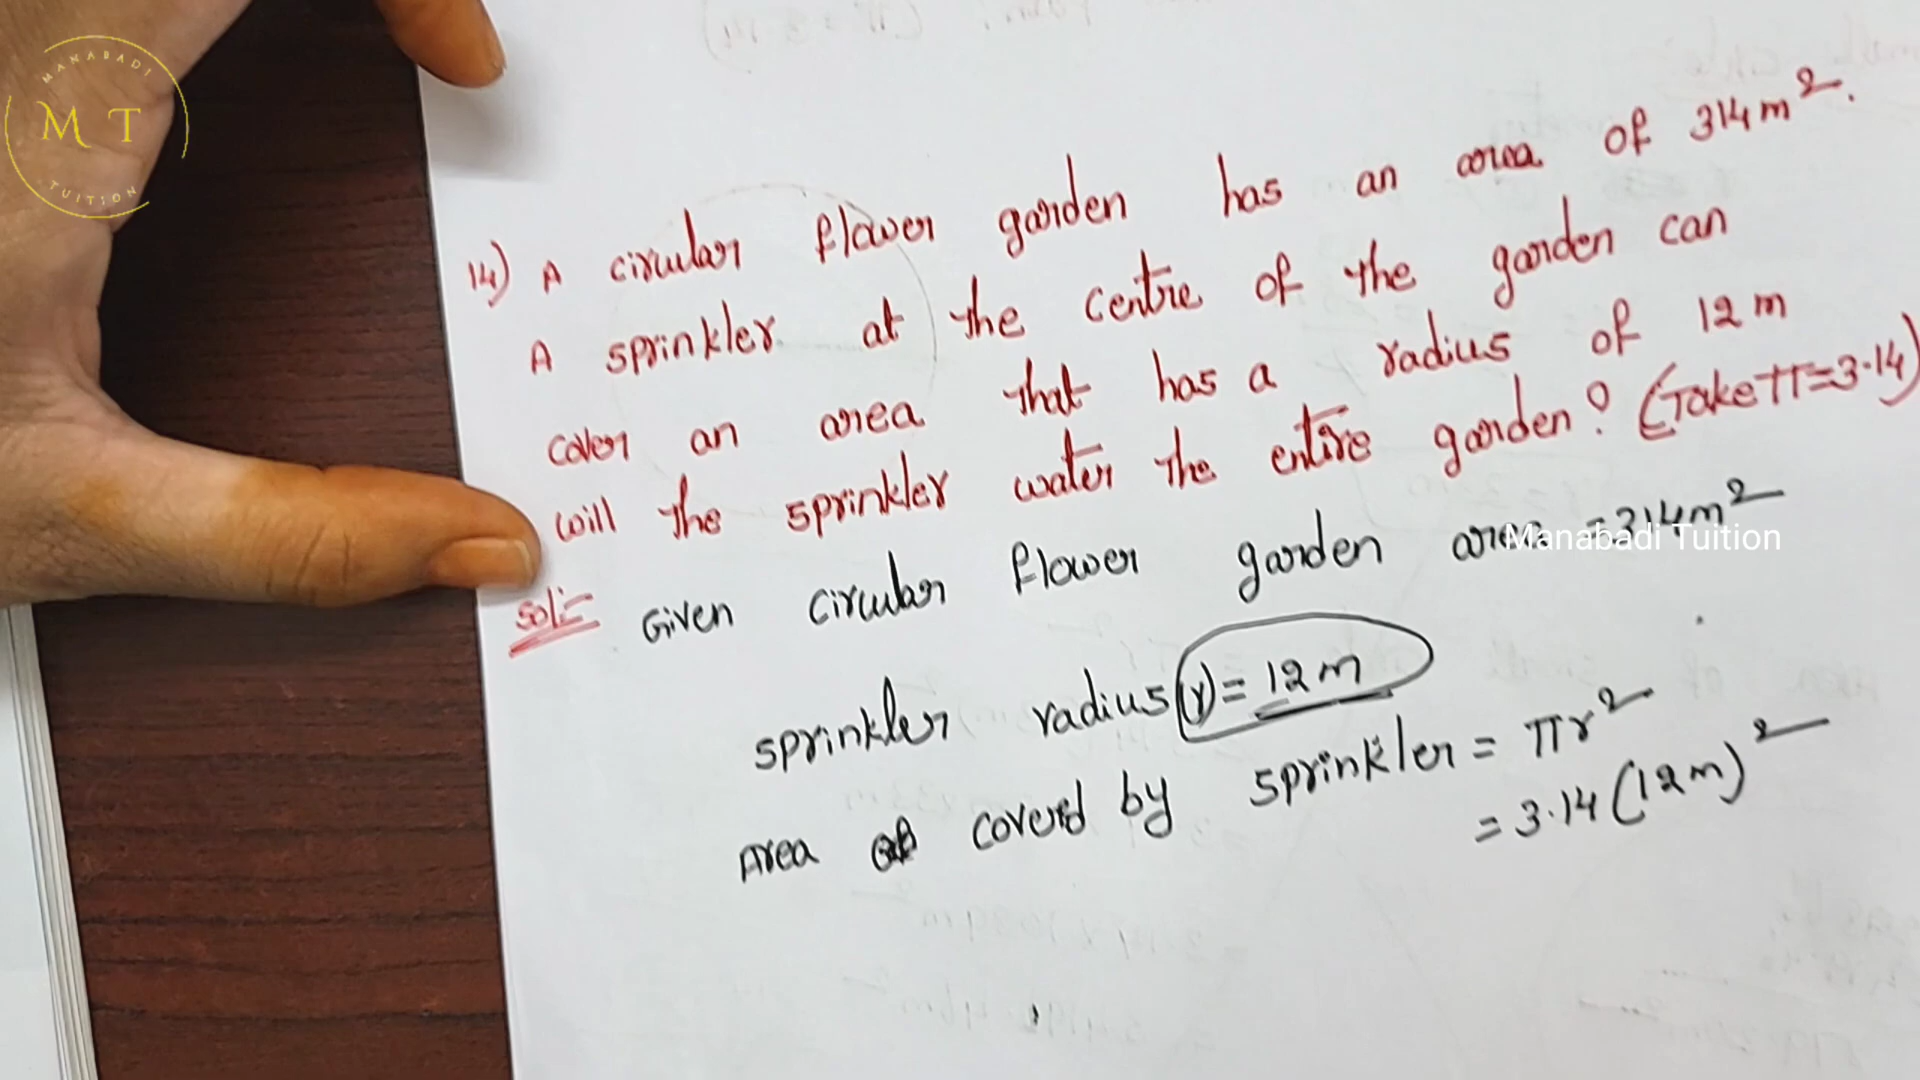 MANABADI
M T
TUITION
14) A circular flower garden has an area of 314m².
A sprinkler at the centre of the garden can
cover an area that has a radius of 12 m
will the sprinkler water the entire garden? (Take π=3.14)
Sol:- Given circular flower garden area =314m²
Manabadi Tuition
sprinkler radius(r)= 12m
Area covered by sprinkler = πr²
= 3.14 (12m)²